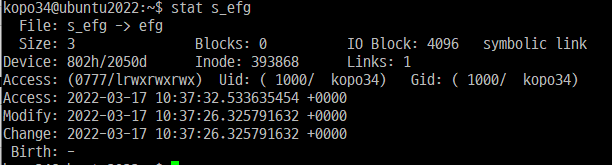 kopo34@ubuntu2022:~$ stat s_efg
  File: s_efg -> efg
  Size: 3               Blocks: 0          IO Block: 4096   symbolic link
Device: 802h/2050d      Inode: 393868      Links: 1
Access: (0777/lrwxrwxrwx)  Uid: ( 1000/  kopo34)   Gid: ( 1000/  kopo34)
Access: 2022-03-17 10:37:32.533635454 +0000
Modify: 2022-03-17 10:37:26.325791632 +0000
Change: 2022-03-17 10:37:26.325791632 +0000
 Birth: -